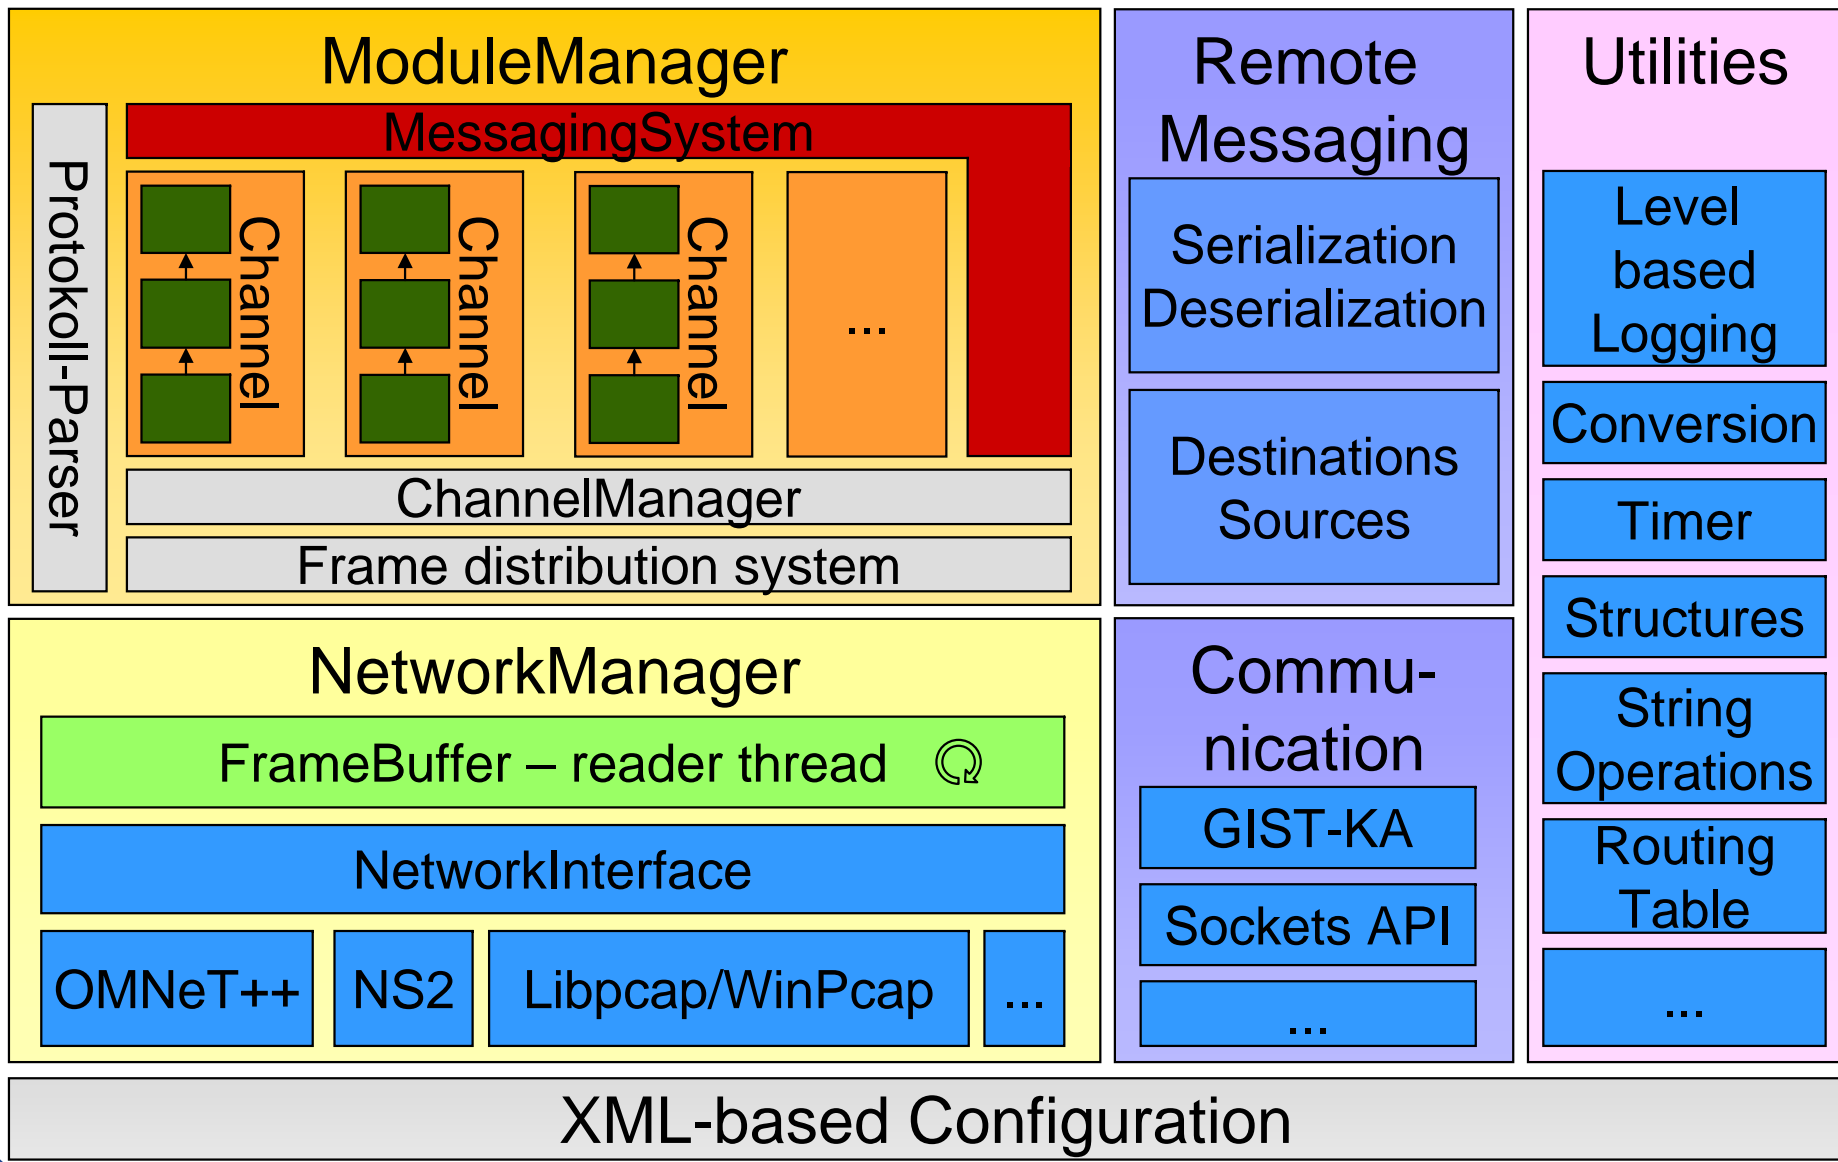 ModuleManager
MessagingSystem
Protokoll-Parser
Channel
Channel
Channel
...
ChannelManager
Frame distribution system
NetworkManager
FrameBuffer – reader thread
NetworkInterface
OMNeT++
NS2
Libpcap/WinPcap
...
Remote
Messaging
Serialization
Deserialization
Destinations
Sources
Commu-
nication
GIST-KA
Sockets API
...
Utilities
Level
based
Logging
Conversion
Timer
Structures
String
Operations
Routing
Table
...
XML-based Configuration